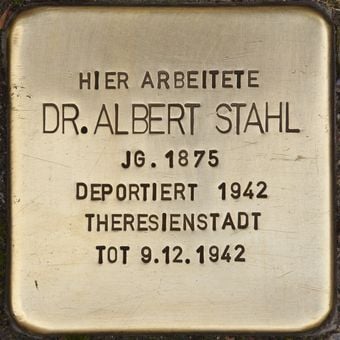 HIER ARBEITETE
DR. ALBERT STAHL
JG. 1875
DEPORTIERT 1942
THERESIENSTADT
TOT 9.12.1942